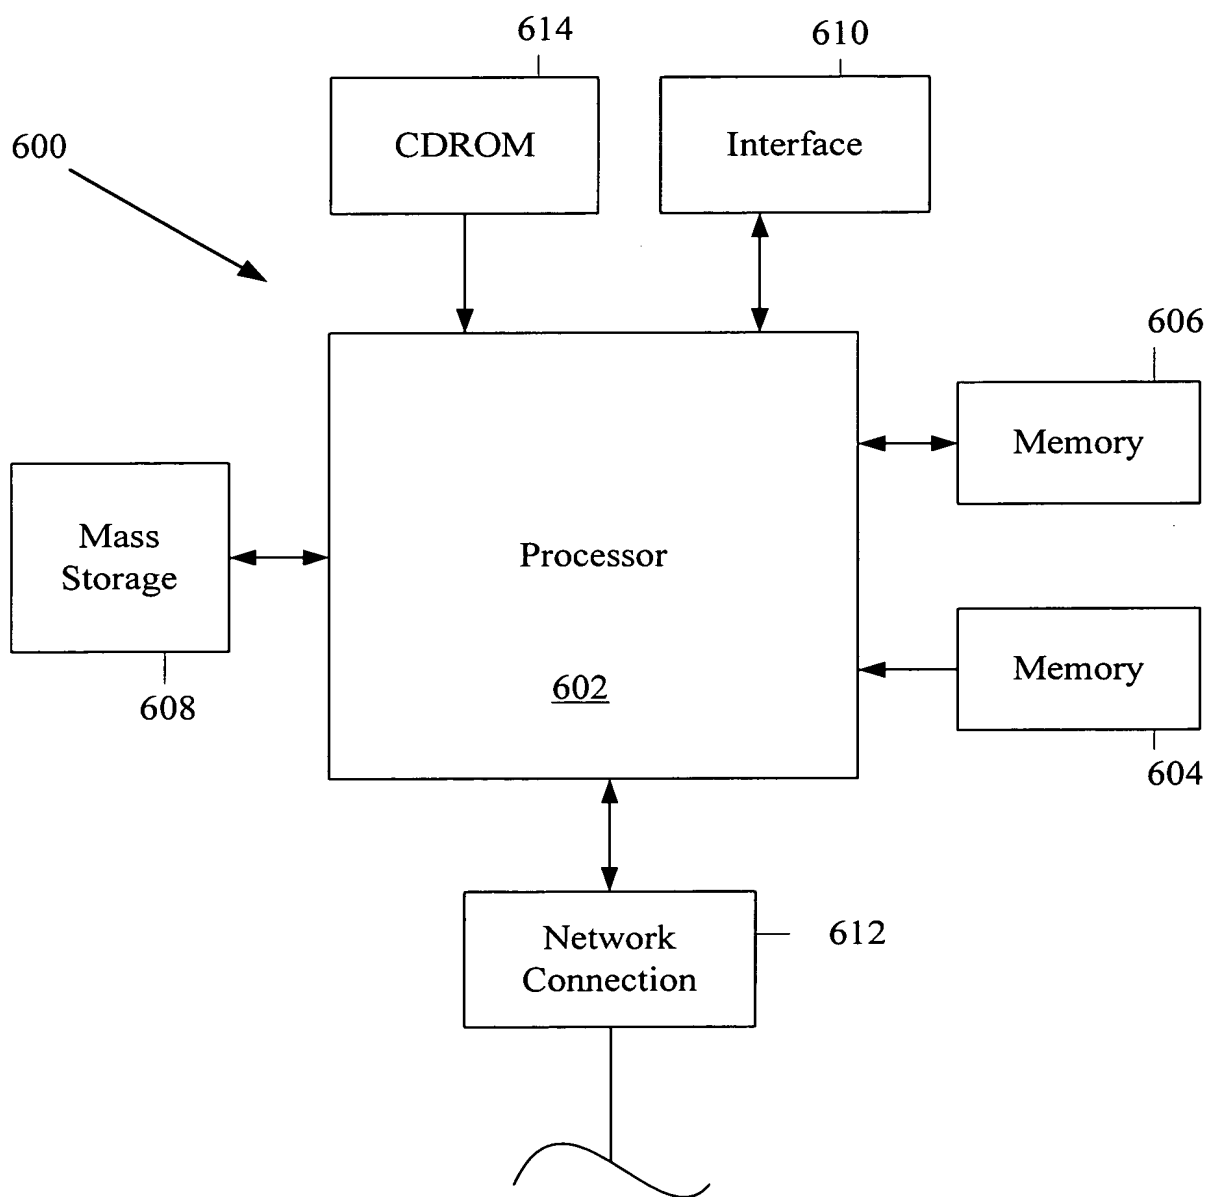 614
610
600
CDROM
Interface
606
Memory
Mass
Storage
Processor
Memory
602
608
604
Network
Connection
612